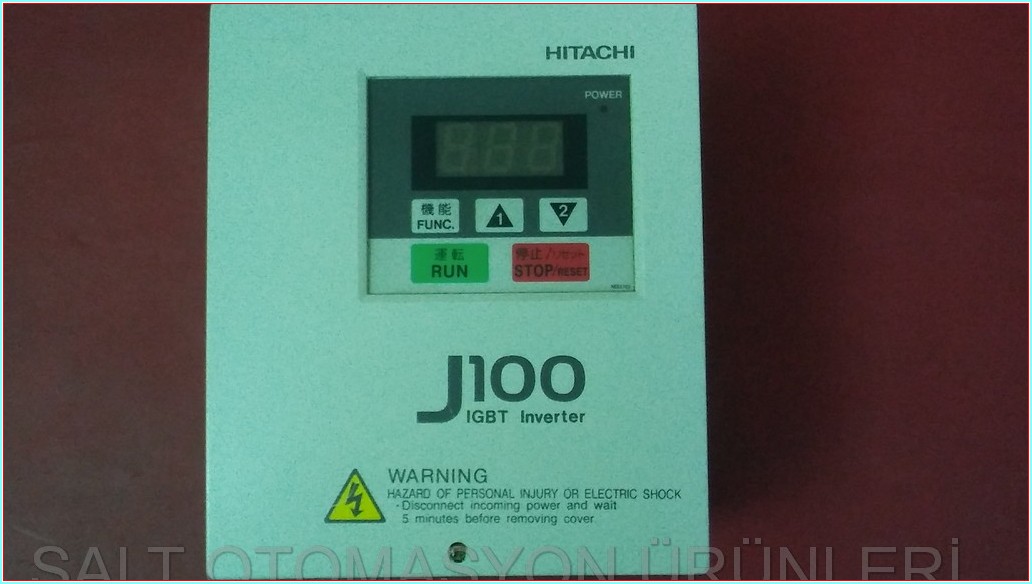 HITACHI
POWER
機能
FUNC.
1
2
運転
RUN
停止/リセット
STOP/RESET
J100
IGBT Inverter
WARNING
HAZARD OF PERSONAL INJURY OR ELECTRIC SHOCK
·Disconnect incoming power and wait
5 minutes before removing cover
SALT OTOMASYON ÜRÜNLERİ